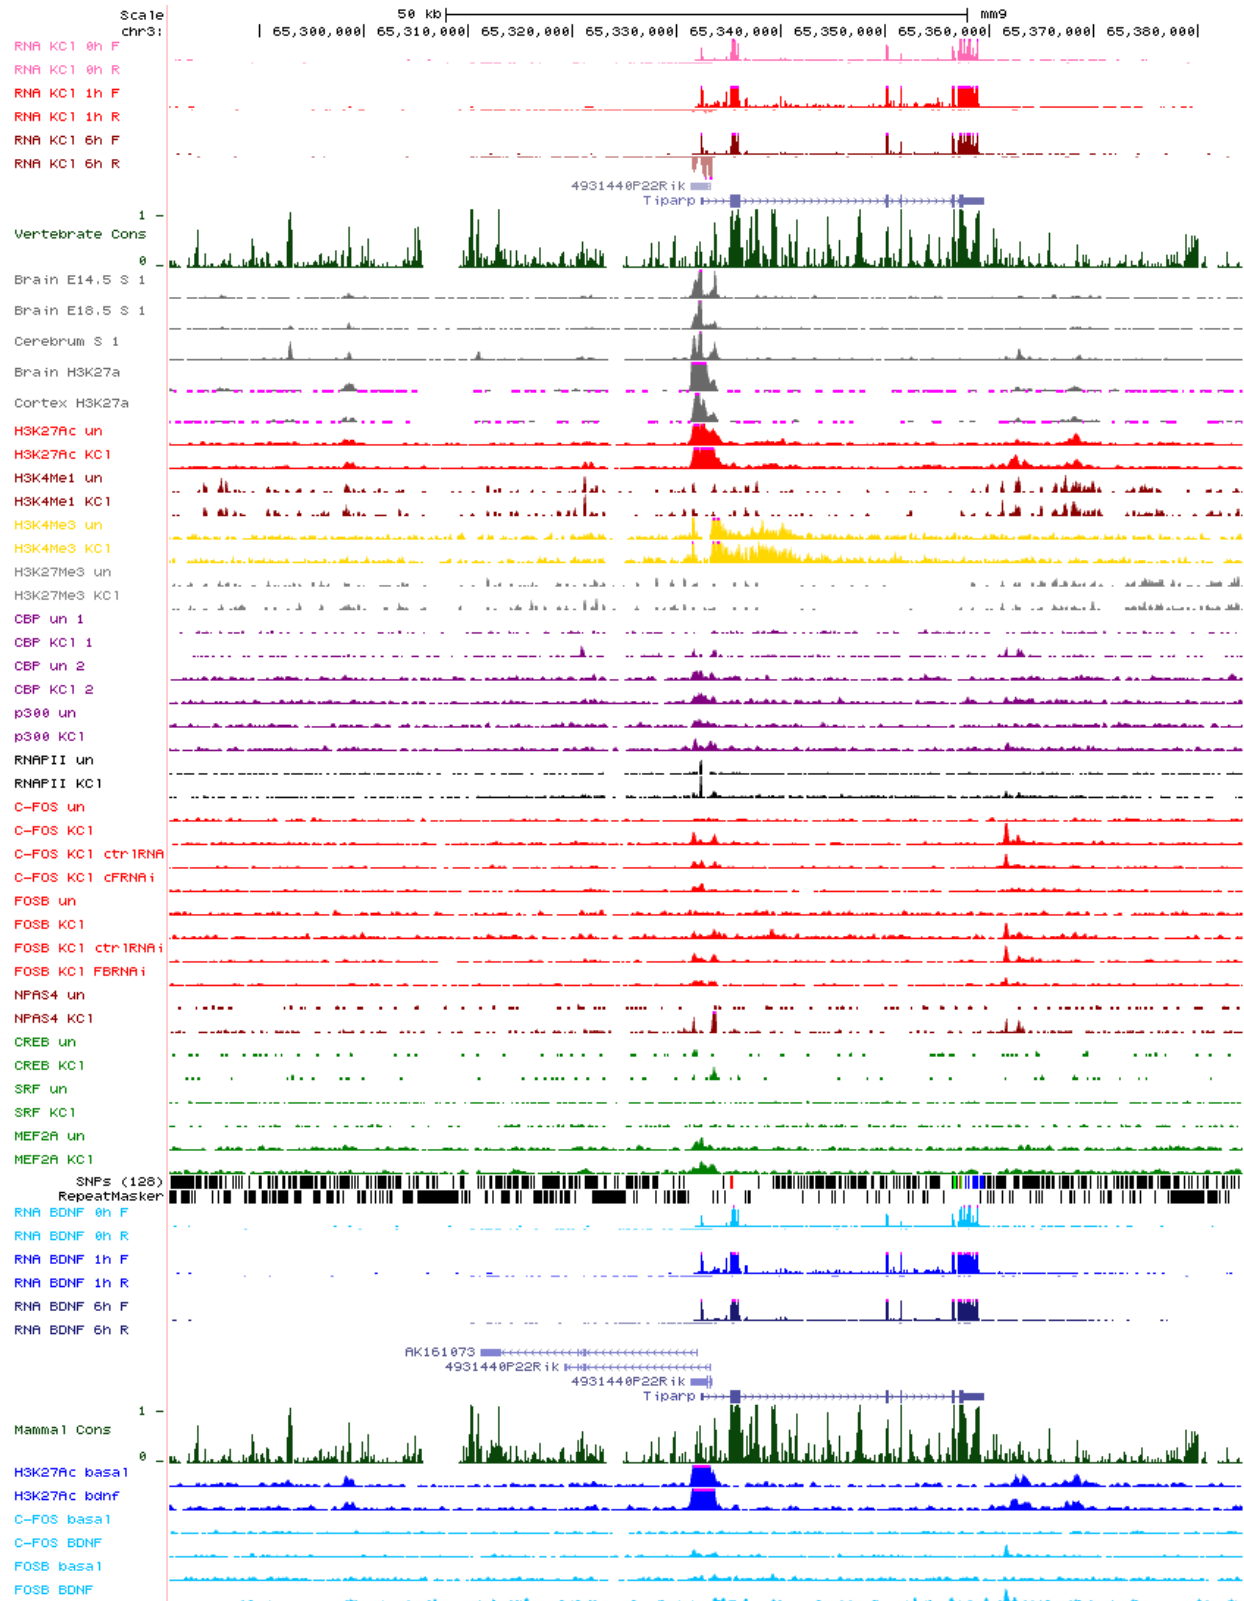 Scale 50 kb mm9
chr3: 65,300,000 65,310,000 65,320,000 65,330,000 65,340,000 65,350,000 65,360,000 65,370,000 65,380,000
RNA KCl 0h F
RNA KCl 0h R
RNA KCl 1h F
RNA KCl 1h R
RNA KCl 6h F
RNA KCl 6h R
4931440P22Rik
Tiparp
1 -
Vertebrate Cons
0 -
Brain E14.5 S 1
Brain E18.5 S 1
Cerebrum S 1
Brain H3K27a
Cortex H3K27a
H3K27Ac un
H3K27Ac KCl
H3K4Me1 un
H3K4Me1 KCl
H3K4Me3 un
H3K4Me3 KCl
H3K27Me3 un
H3K27Me3 KCl
CBP un 1
CBP KCl 1
CBP un 2
CBP KCl 2
p300 un
p300 KCl
RNAPII un
RNAPII KCl
C-FOS un
C-FOS KCl
C-FOS KCl ctrlRNA
C-FOS KCl cFRNAi
FOSB un
FOSB KCl
FOSB KCl ctrlRNAi
FOSB KCl FBRNAi
NPAS4 un
NPAS4 KCl
CREB un
CREB KCl
SRF un
SRF KCl
MEF2A un
MEF2A KCl
SNPs (128)
RepeatMasker
RNA BDNF 0h F
RNA BDNF 0h R
RNA BDNF 1h F
RNA BDNF 1h R
RNA BDNF 6h F
RNA BDNF 6h R
AK161073
4931440P22Rik
4931440P22Rik
Tiparp
1 -
Mammal Cons
0 -
H3K27Ac basal
H3K27Ac bdnf
C-FOS basal
C-FOS BDNF
FOSB basal
FOSB BDNF